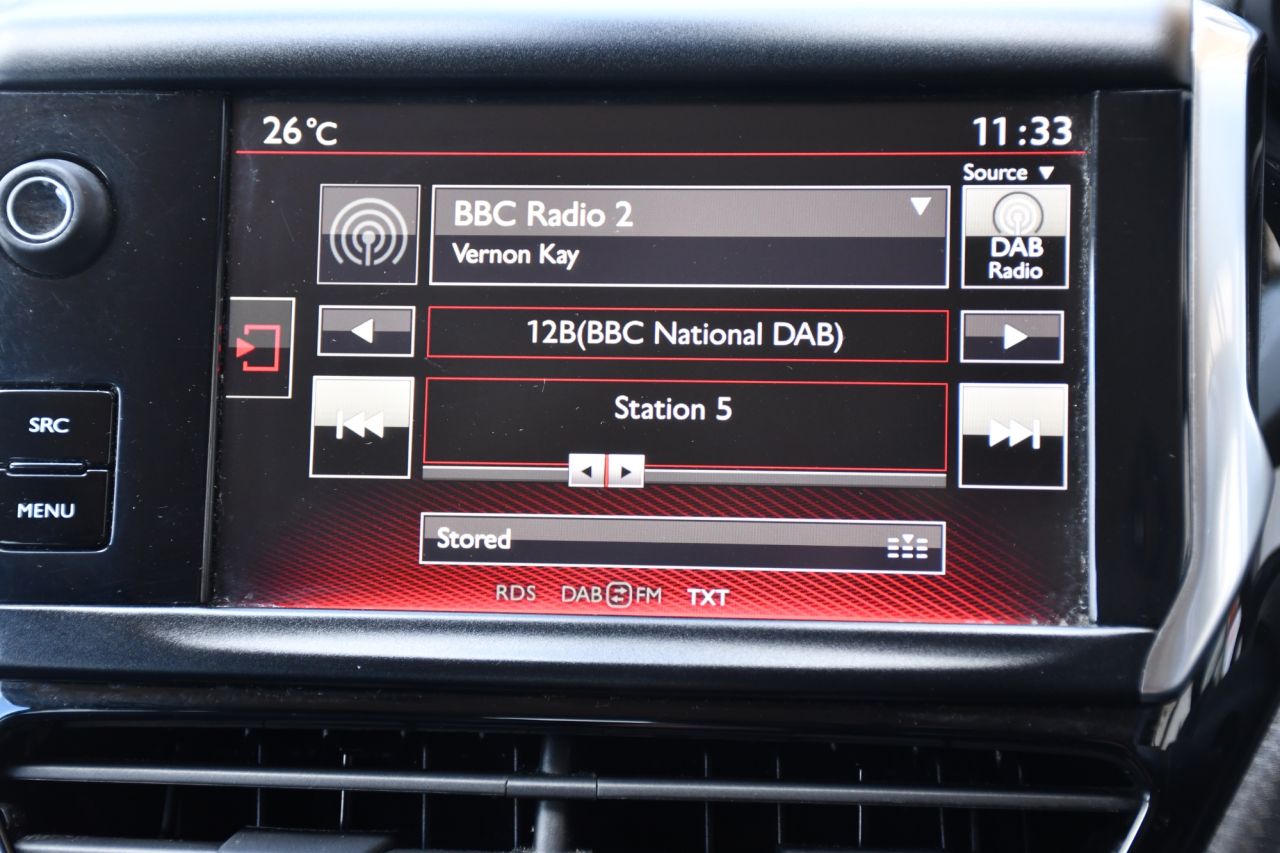 26°C
11:33
Source ▼
BBC Radio 2
Vernon Kay
DAB
Radio
12B(BBC National DAB)
SRC
Station 5
MENU
Stored
RDS DAB FM TXT